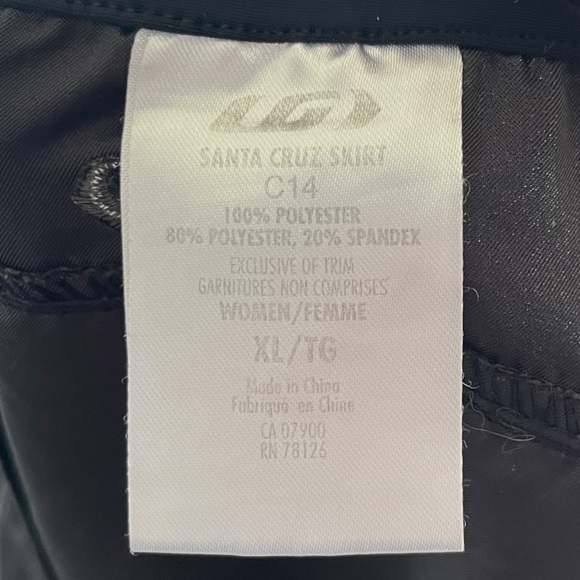 LG
SANTA CRUZ SKIRT
C14
100% POLYESTER
80% POLYESTER, 20% SPANDEX
EXCLUSIVE OF TRIM
GARNITURES NON COMPRISES
WOMEN/FEMME
XL/TG
Made in China
Fabriqué en Chine
CA 07900
RN 78126